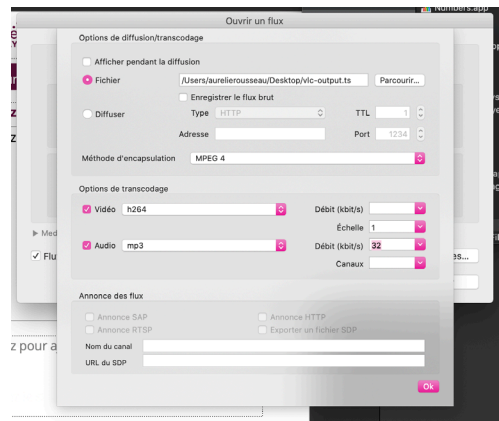 Numbers.app
Ouvrir un flux
Options de diffusion/transcodage
Afficher pendant la diffusion
Fichier /Users/aurelierousseau/Desktop/vlc-output.ts Parcourir...
Enregistrer le flux brut
Diffuser Type HTTP TTL 1
Adresse Port 1234
Méthode d'encapsulation MPEG 4
Options de transcodage
Vidéo h264 Débit (kbit/s)
Échelle 1
Audio mp3 Débit (kbit/s) 32
Canaux
Med
Flu es...
Annonce des flux
Annonce SAP Annonce HTTP
Annonce RTSP Exporter un fichier SDP
z pour a
Nom du canal
URL du SDP
Ok